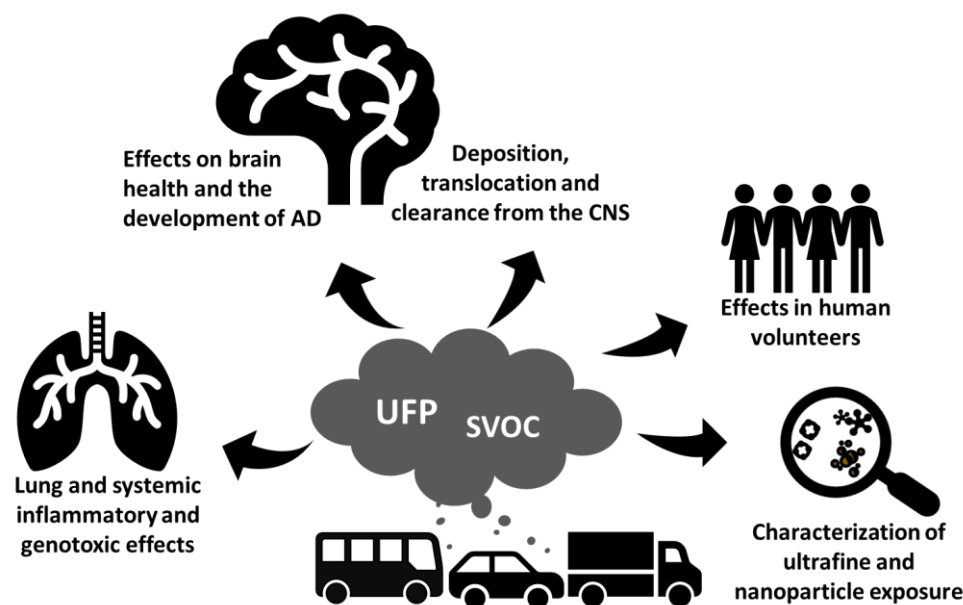 Effects on brain
health and the
development of AD
Deposition,
translocation and
clearance from the CNS
Effects in human
volunteers
UFP
SVOC
Lung and systemic
inflammatory and
genotoxic effects
Characterization of
ultrafine and
nanoparticle exposure